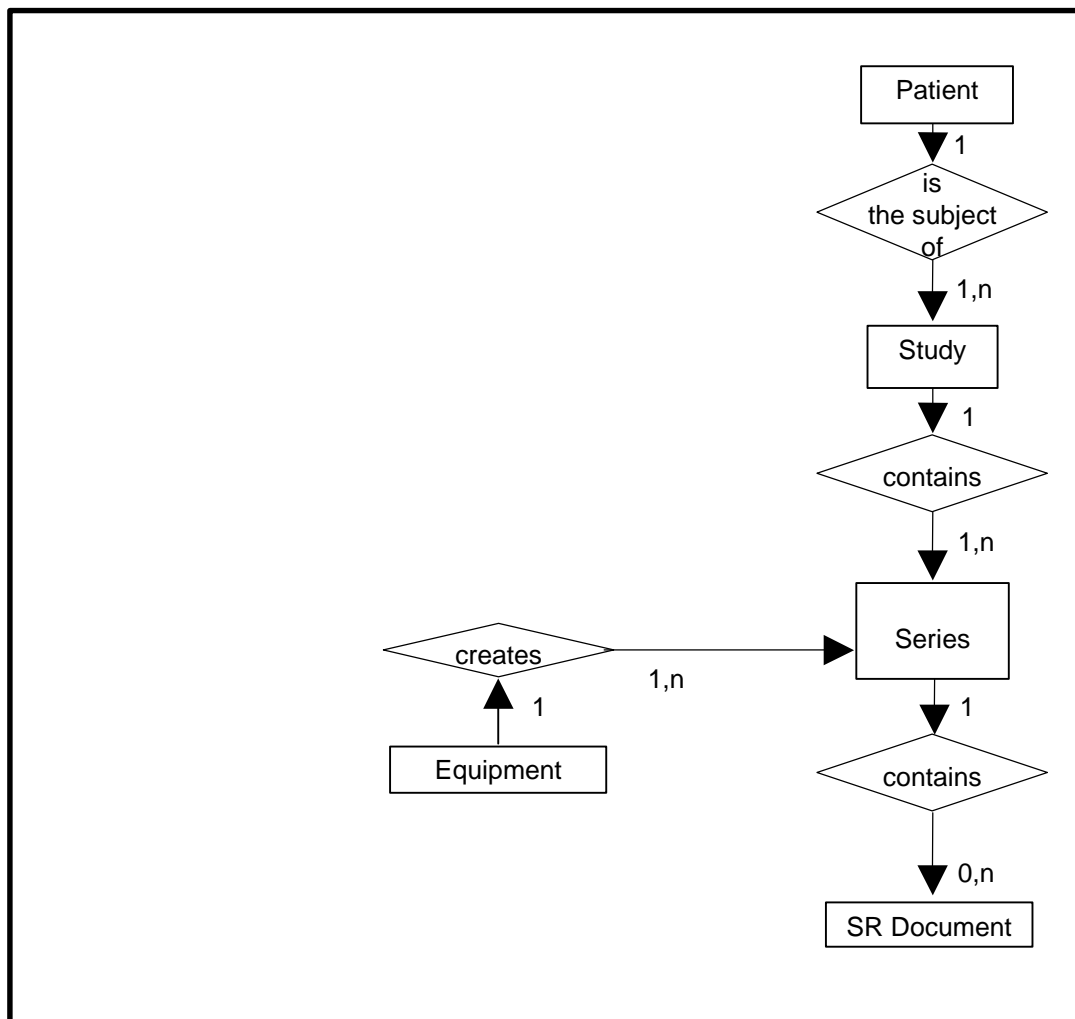 Patient
1
is
the subject
of
1,n
Study
1
contains
1,n
Series
creates
1,n
1
1
Equipment
contains
0,n
SR Document